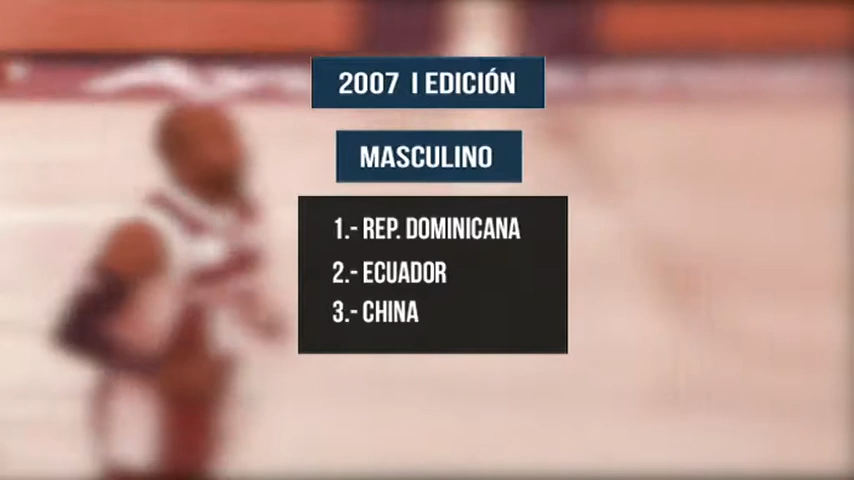 2007 I EDICIÓN
MASCULINO
1.- REP. DOMINICANA
2.- ECUADOR
3.- CHINA